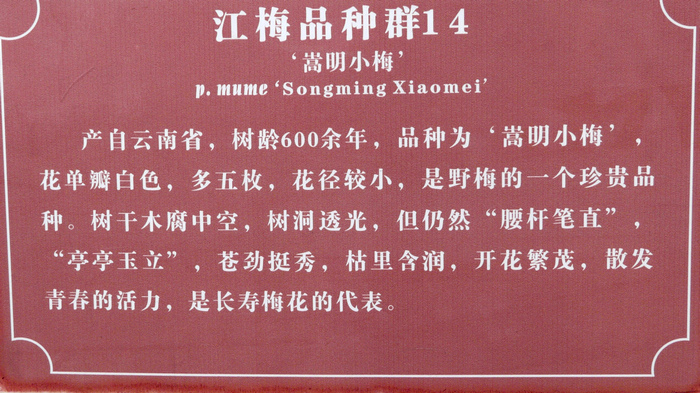 江梅品种群14
‘嵩明小梅’
p. mume ‘Songming Xiaomei’
产自云南省，树龄600余年，品种为‘嵩明小梅’，
花单瓣白色，多五枚，花径较小，是野梅的一个珍贵品
种。树干木腐中空，树洞透光，但仍然“腰杆笔直”，
“亭亭玉立”，苍劲挺秀，枯里含润，开花繁茂，散发
青春的活力，是长寿梅花的代表。